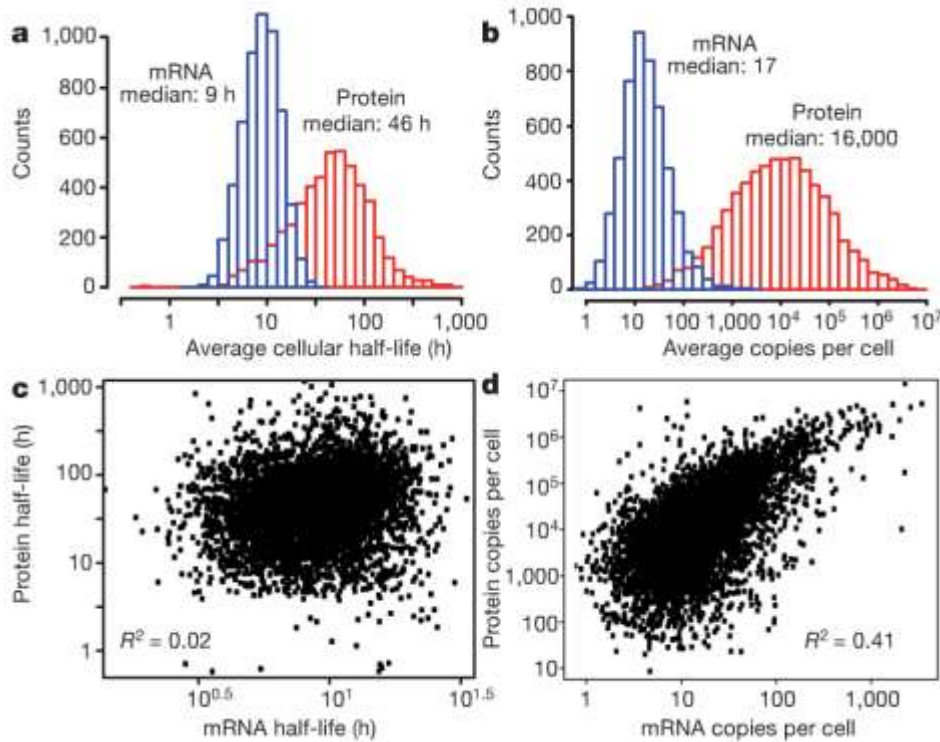 a
1,000
800
600
400
200
0
Counts
mRNA
median: 9 h
Protein
median: 46 h
1 10 100 1,000
Average cellular half-life (h)
b
1,000
800
600
400
200
0
Counts
mRNA
median: 17
Protein
median: 16,000
1 10 100 1,000 10⁴ 10⁵ 10⁶ 10⁷
Average copies per cell
c
1,000
100
10
1
Protein half-life (h)
R² = 0.02
10⁰·⁵ 10¹ 10¹·⁵
mRNA half-life (h)
d
10⁷
10⁶
10⁵
10⁴
1,000
100
10
Protein copies per cell
R² = 0.41
1 10 100 1,000
mRNA copies per cell